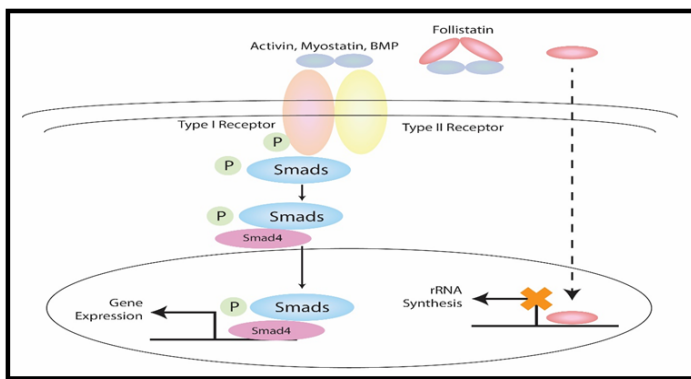 Follistatin
Activin, Myostatin, BMP
Type I Receptor
Type II Receptor
P
P
Smads
P
Smads
Smad4
Gene
Expression
P
Smads
Smad4
rRNA
Synthesis